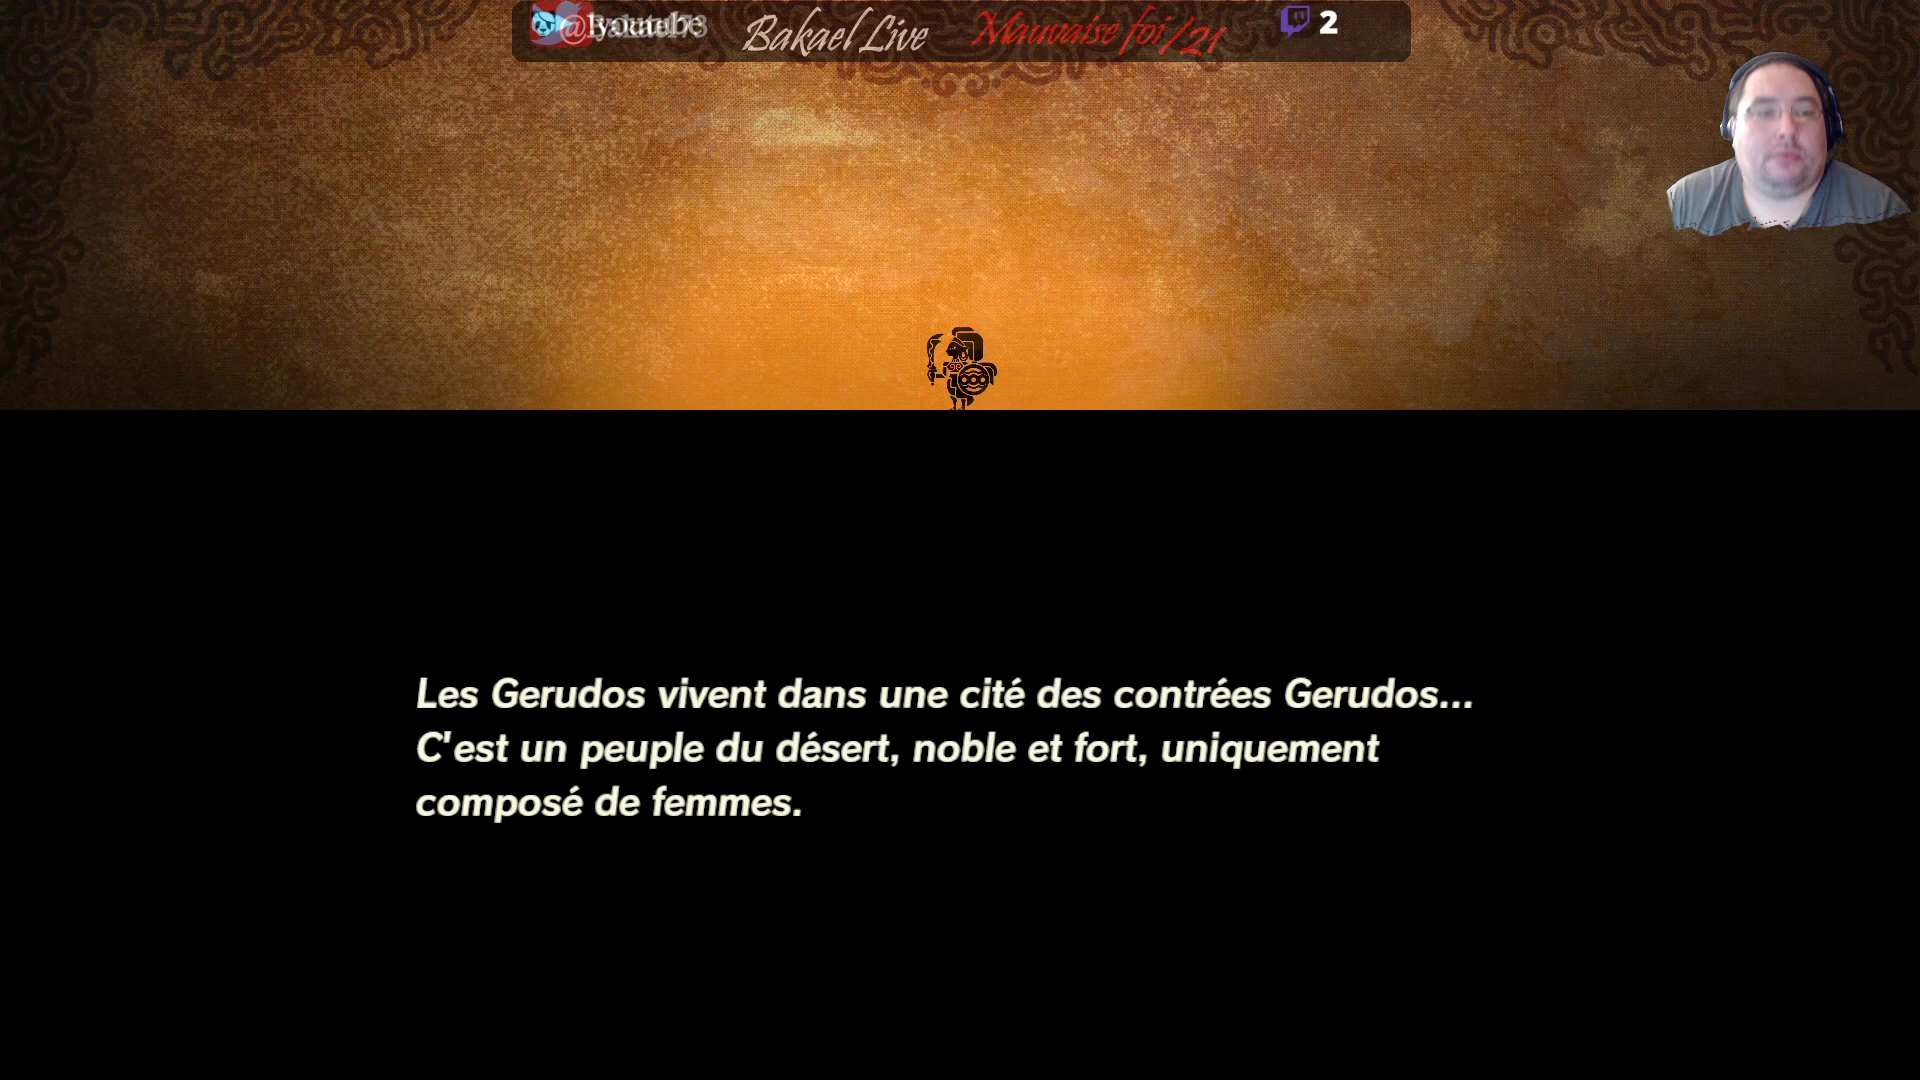 Bakael Live
Mauvaise foi/21
2
Les Gerudos vivent dans une cité des contrées Gerudos...
C'est un peuple du désert, noble et fort, uniquement
composé de femmes.